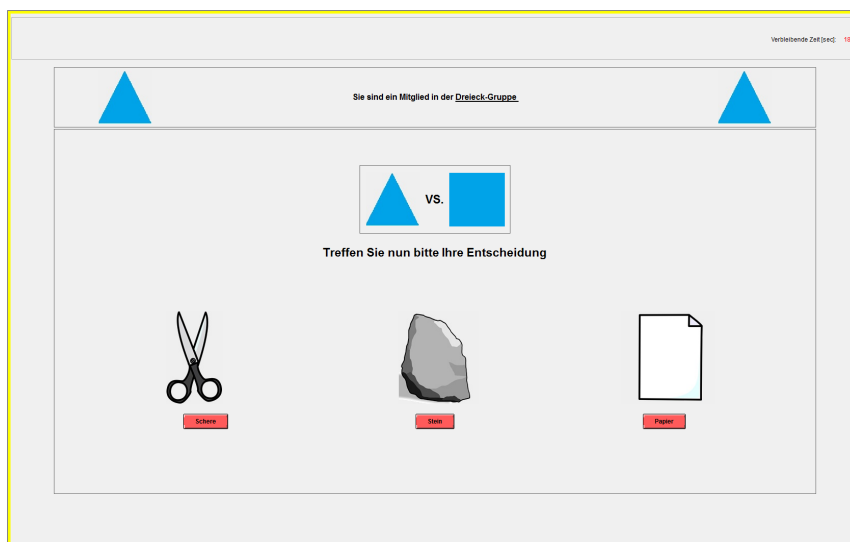 Verbleibende Zeit [sec]: 18
Sie sind ein Mitglied in der Dreieck-Gruppe
VS.
Treffen Sie nun bitte Ihre Entscheidung
Schere
Stein
Papier